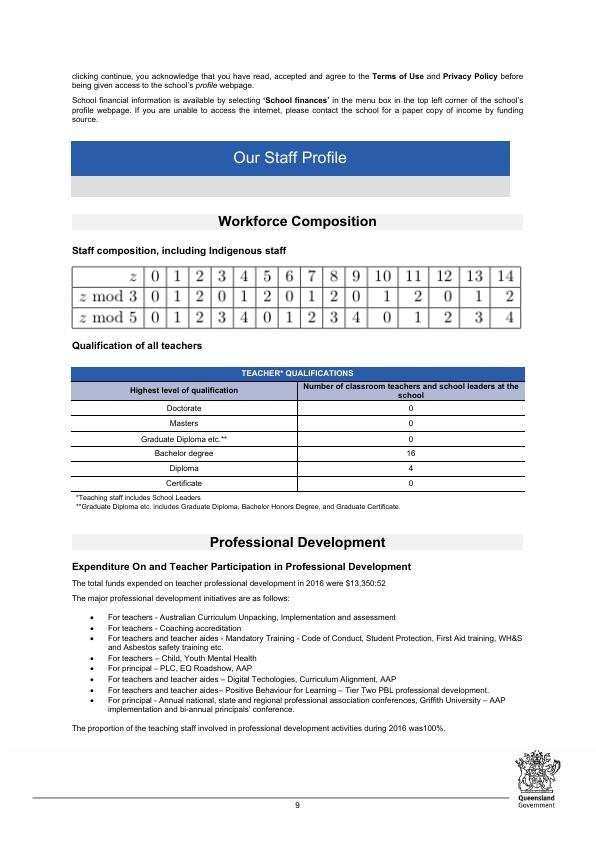 clicking continue, you acknowledge that you have read, accepted and agree to the Terms of Use and Privacy Policy before
being given access to the school's profile webpage.
School financial information is available by selecting 'School finances' in the menu box in the top left corner of the school's
profile webpage. If you are unable to access the internet, please contact the school for a paper copy of income by funding
source.
Our Staff Profile
Workforce Composition
Staff composition, including Indigenous staff
z 0 1 2 3 4 5 6 7 8 9 10 11 12 13 14
z mod 3 0 1 2 0 1 2 0 1 2 0 1 2 0 1 2
z mod 5 0 1 2 3 4 0 1 2 3 4 0 1 2 3 4
Qualification of all teachers
TEACHER* QUALIFICATIONS
Highest level of qualification Number of classroom teachers and school leaders at the
school
Doctorate 0
Masters 0
Graduate Diploma etc.** 0
Bachelor degree 16
Diploma 4
Certificate 0
*Teaching staff includes School Leaders
**Graduate Diploma etc. includes Graduate Diploma, Bachelor Honors Degree, and Graduate Certificate.
Professional Development
Expenditure On and Teacher Participation in Professional Development
The total funds expended on teacher professional development in 2016 were $13,350:52
The major professional development initiatives are as follows:
• For teachers - Australian Curriculum Unpacking, Implementation and assessment
• For teachers - Coaching accreditation
• For teachers and teacher aides - Mandatory Training - Code of Conduct, Student Protection, First Aid training, WH&S
and Asbestos safety training etc.
• For teachers – Child, Youth Mental Health
• For principal – PLC, EQ Roadshow, AAP
• For teachers and teacher aides – Digital Techologies, Curriculum Alignment, AAP
• For teachers and teacher aides– Positive Behaviour for Learning – Tier Two PBL professional development.
• For principal - Annual national, state and regional professional association conferences, Griffith University – AAP
implementation and bi-annual principals' conference.
The proportion of the teaching staff involved in professional development activities during 2016 was100%.
Queensland
Government
9